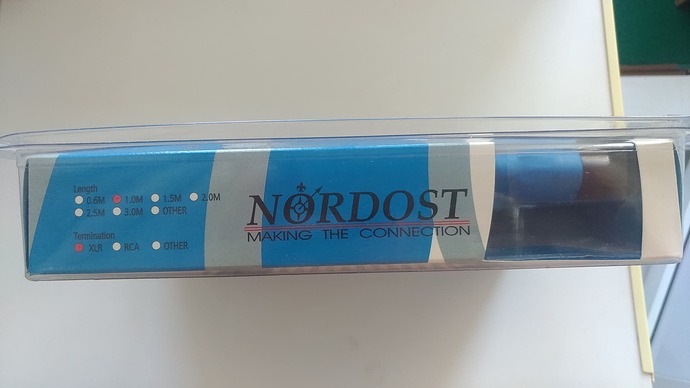 Length
0.6M 1.0M 1.5M 2.0M
2.5M 3.0M OTHER
Termination
XLR RCA OTHER
NORDOST
MAKING THE CONNECTION